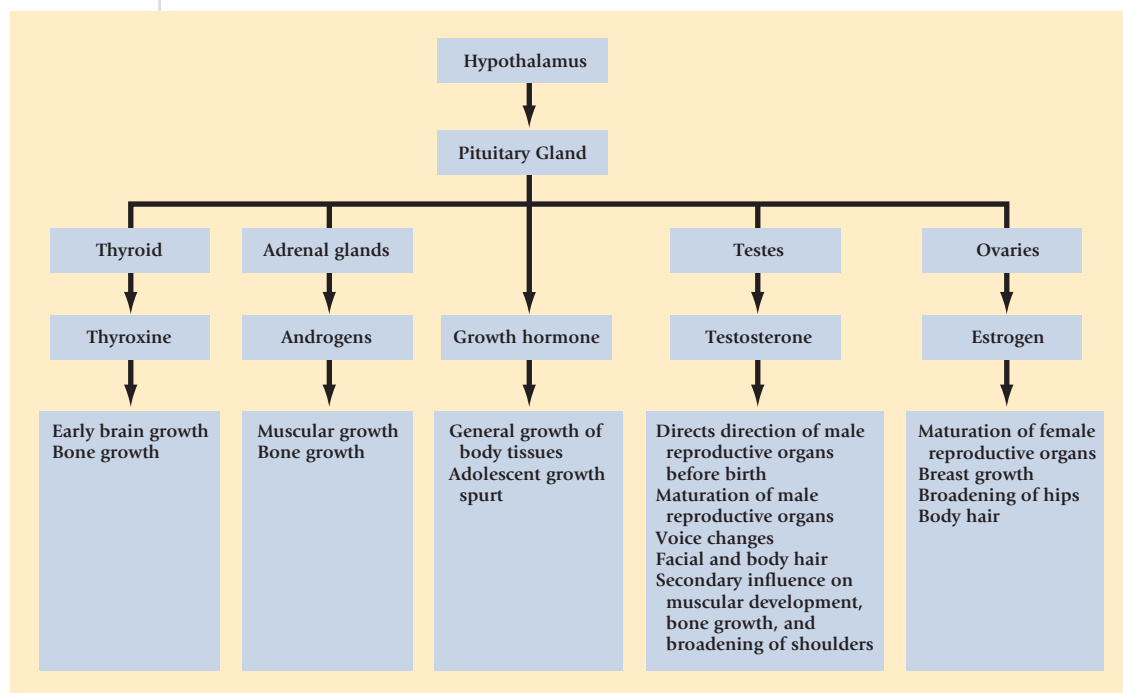 Hypothalamus
Pituitary Gland
Thyroid
Adrenal glands
Testes
Ovaries
Thyroxine
Androgens
Growth hormone
Testosterone
Estrogen
Early brain growth
Bone growth
Muscular growth
Bone growth
General growth of
body tissues
Adolescent growth
spurt
Directs direction of male
reproductive organs
before birth
Maturation of male
reproductive organs
Voice changes
Facial and body hair
Secondary influence on
muscular development,
bone growth, and
broadening of shoulders
Maturation of female
reproductive organs
Breast growth
Broadening of hips
Body hair